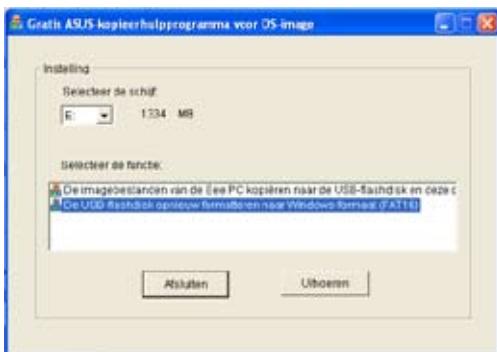 Gratis ASUS-kopieerhulpprogramma voor OS-image
Instelling
Selecteer de schijf:
E: 1334 MB
Selecteer de functie:
De imagebestanden van de Eee PC kopiëren naar de USB-flashdisk en deze c
De USB-flashdisk opnieuw formatteren naar Windows-formaat (FAT16)
Afsluiten
Uitvoeren